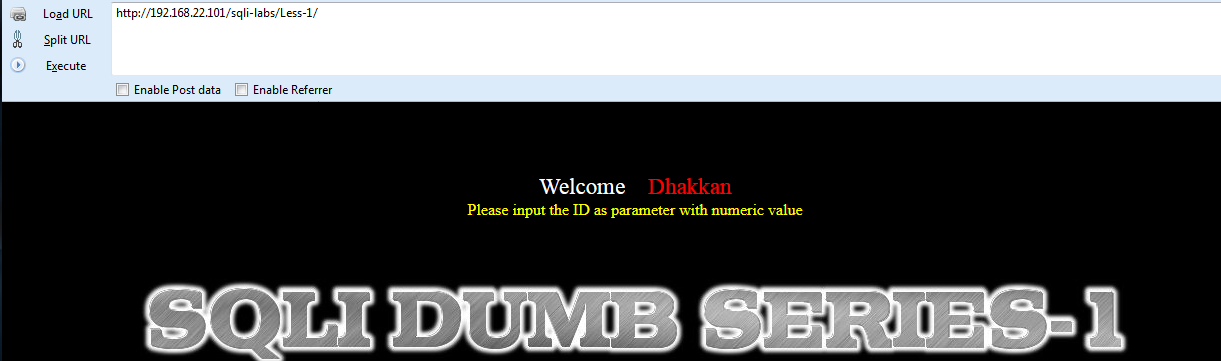 Load URL
http://192.168.22.101/sqli-labs/Less-1/
Split URL
Execute
Enable Post data Enable Referrer
Welcome Dhakkan
Please input the ID as parameter with numeric value
SQLI DUMB SERIES-1